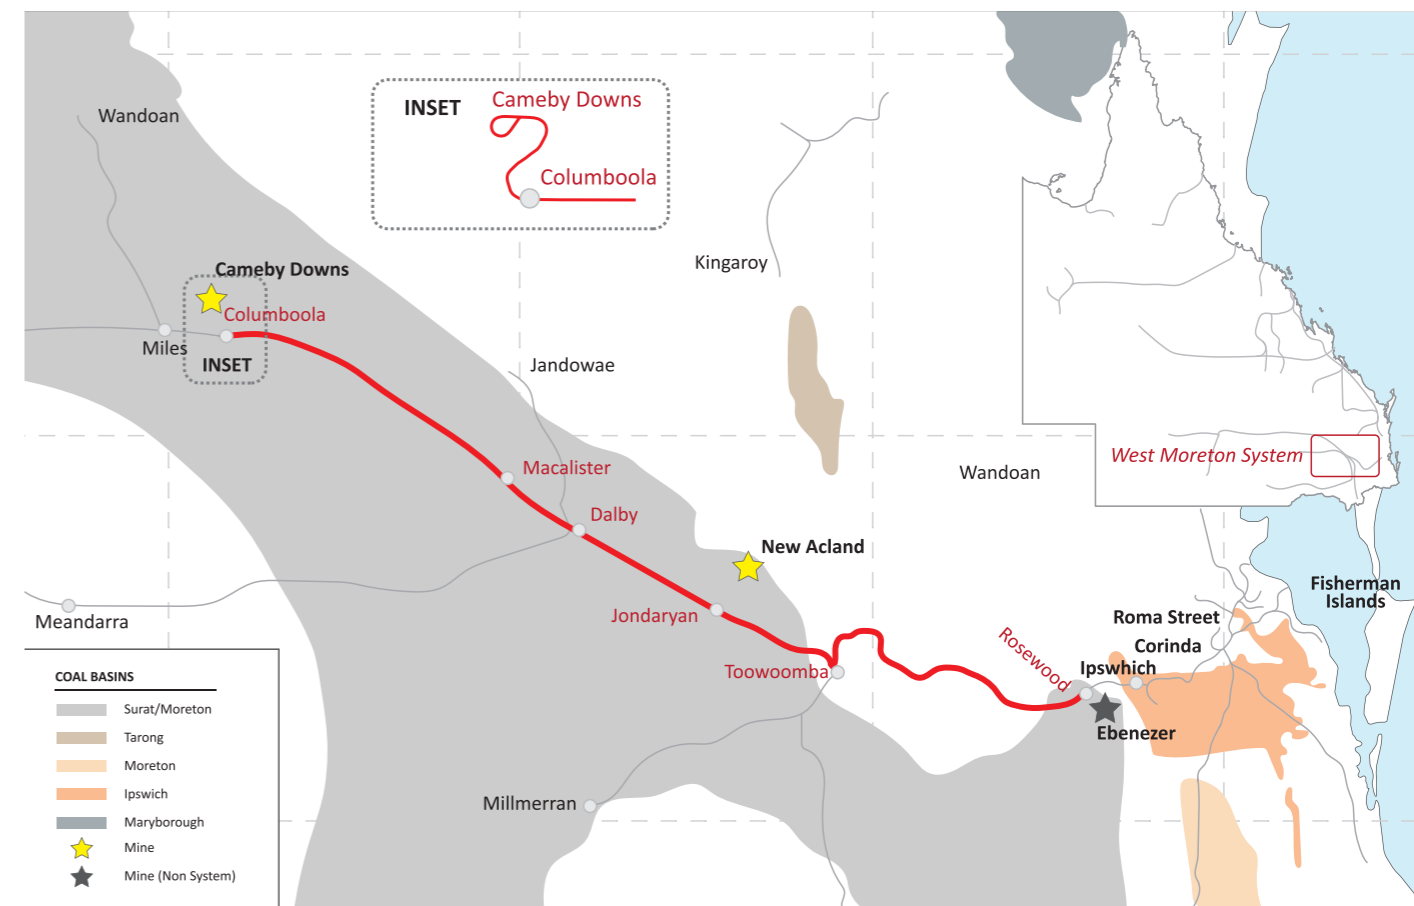 Wandoan
INSET
Cameby Downs
Columboola
Kingaroy
Cameby Downs
Columboola
Miles
INSET
Jandowae
West Moreton System
Macalister
Wandoan
Dalby
New Acland
Fisherman
Islands
Meandarra
Jondaryan
Roma Street
Corinda
Rosewood
Ipswhich
Toowoomba
Ebenezer
Millmerran
COAL BASINS
Surat/Moreton
Tarong
Moreton
Ipswich
Maryborough
Mine
Mine (Non System)